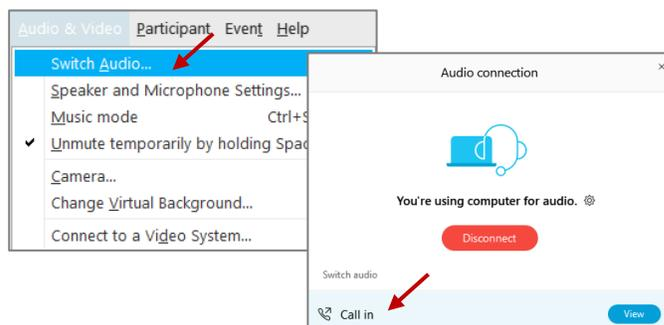 Audio & Video Participant Event Help
Switch Audio...
Speaker and Microphone Settings...
Music mode
Unmute temporarily by holding
Camera...
Change Virtual Background...
Connect to a Video System...
Audio connection
You're using computer for audio.
Disconnect
Switch audio
Call in View